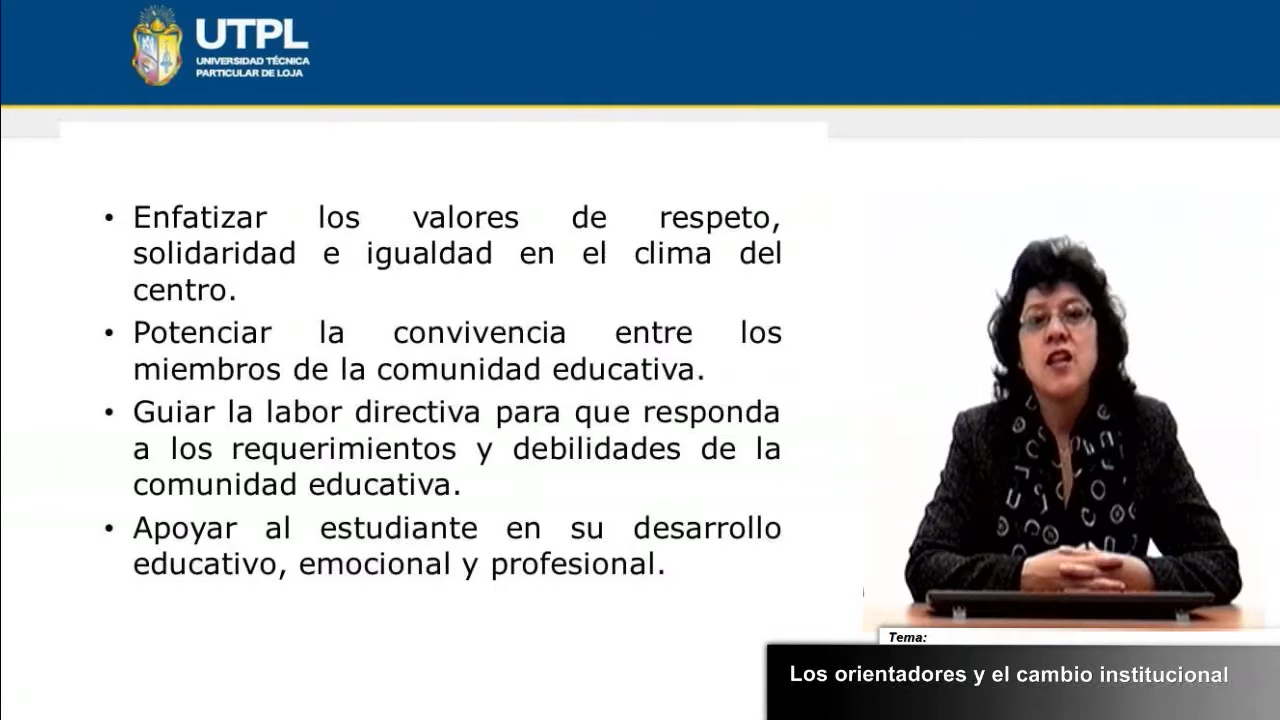 UTPL
UNIVERSIDAD TÉCNICA
PARTICULAR DE LOJA
• Enfatizar los valores de respeto,
solidaridad e igualdad en el clima del
centro.
• Potenciar la convivencia entre los
miembros de la comunidad educativa.
• Guiar la labor directiva para que responda
a los requerimientos y debilidades de la
comunidad educativa.
• Apoyar al estudiante en su desarrollo
educativo, emocional y profesional.
Tema:
Los orientadores y el cambio institucional